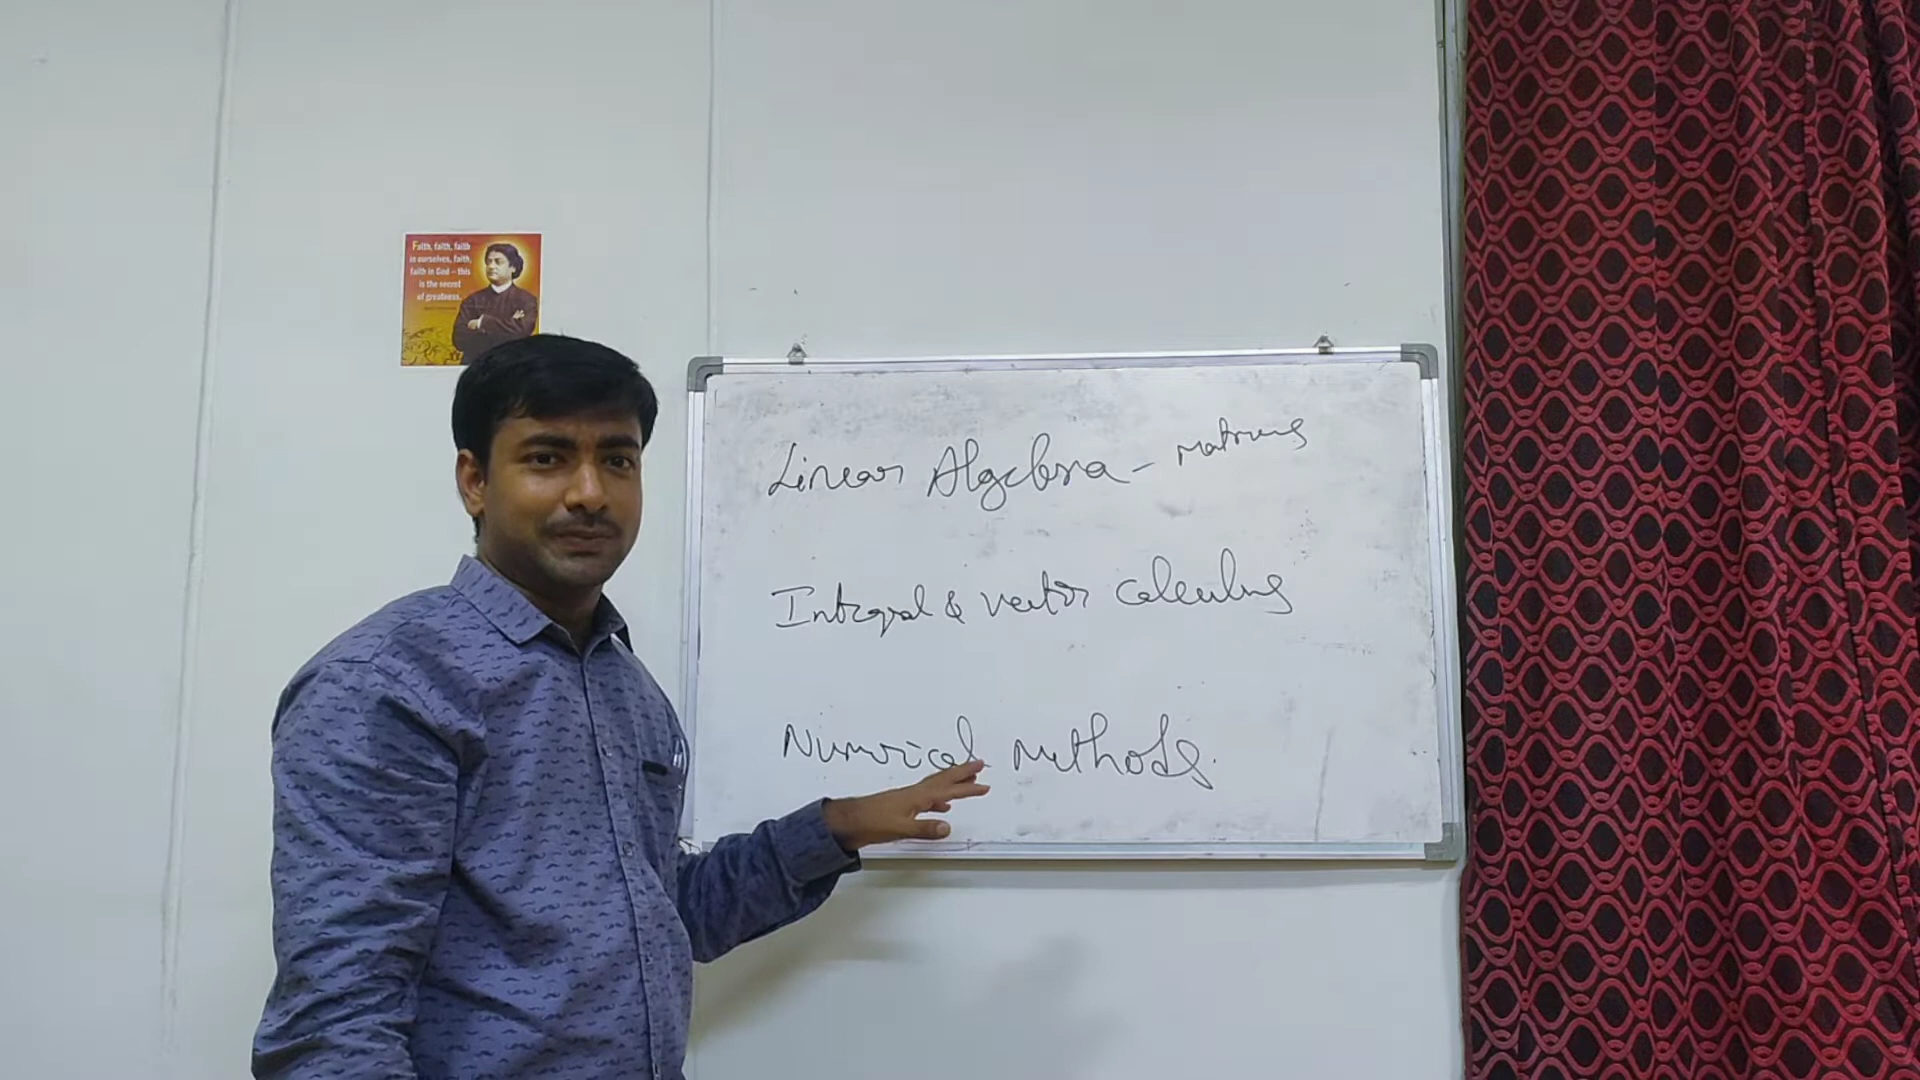 Faith, faith, faith
in ourselves, faith,
faith in God – this
is the secret
of greatness.
Linear Algebra – matrices
Integral & vector calculus
Numerical methods.